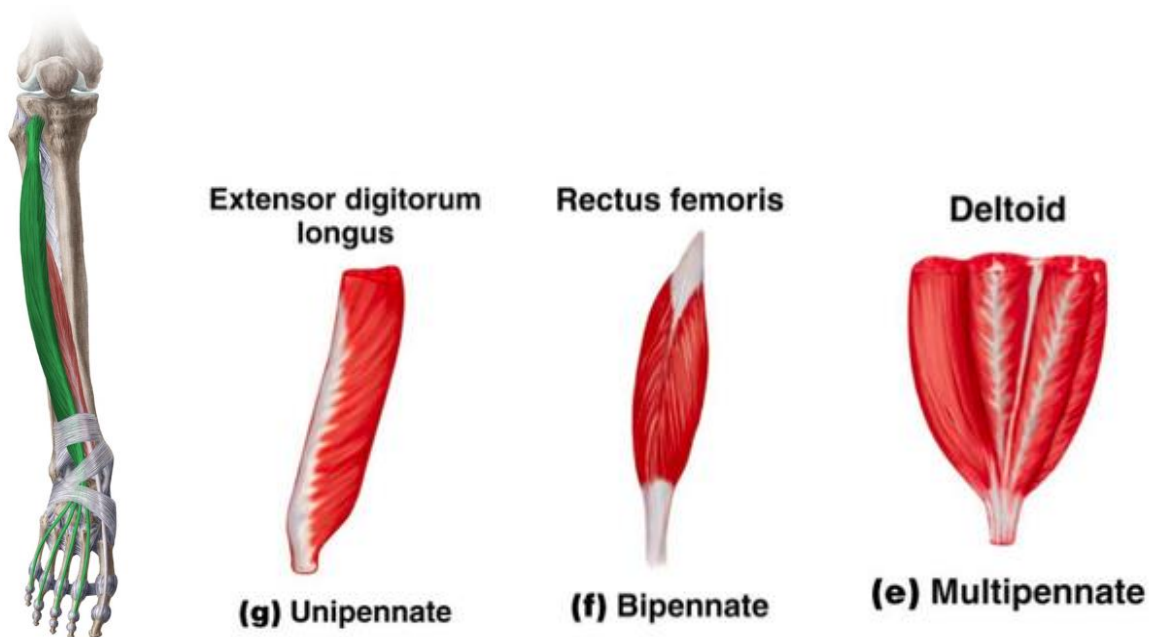 Extensor digitorum
longus
Rectus femoris
Deltoid
(g) Unipennate
(f) Bipennate
(e) Multipennate